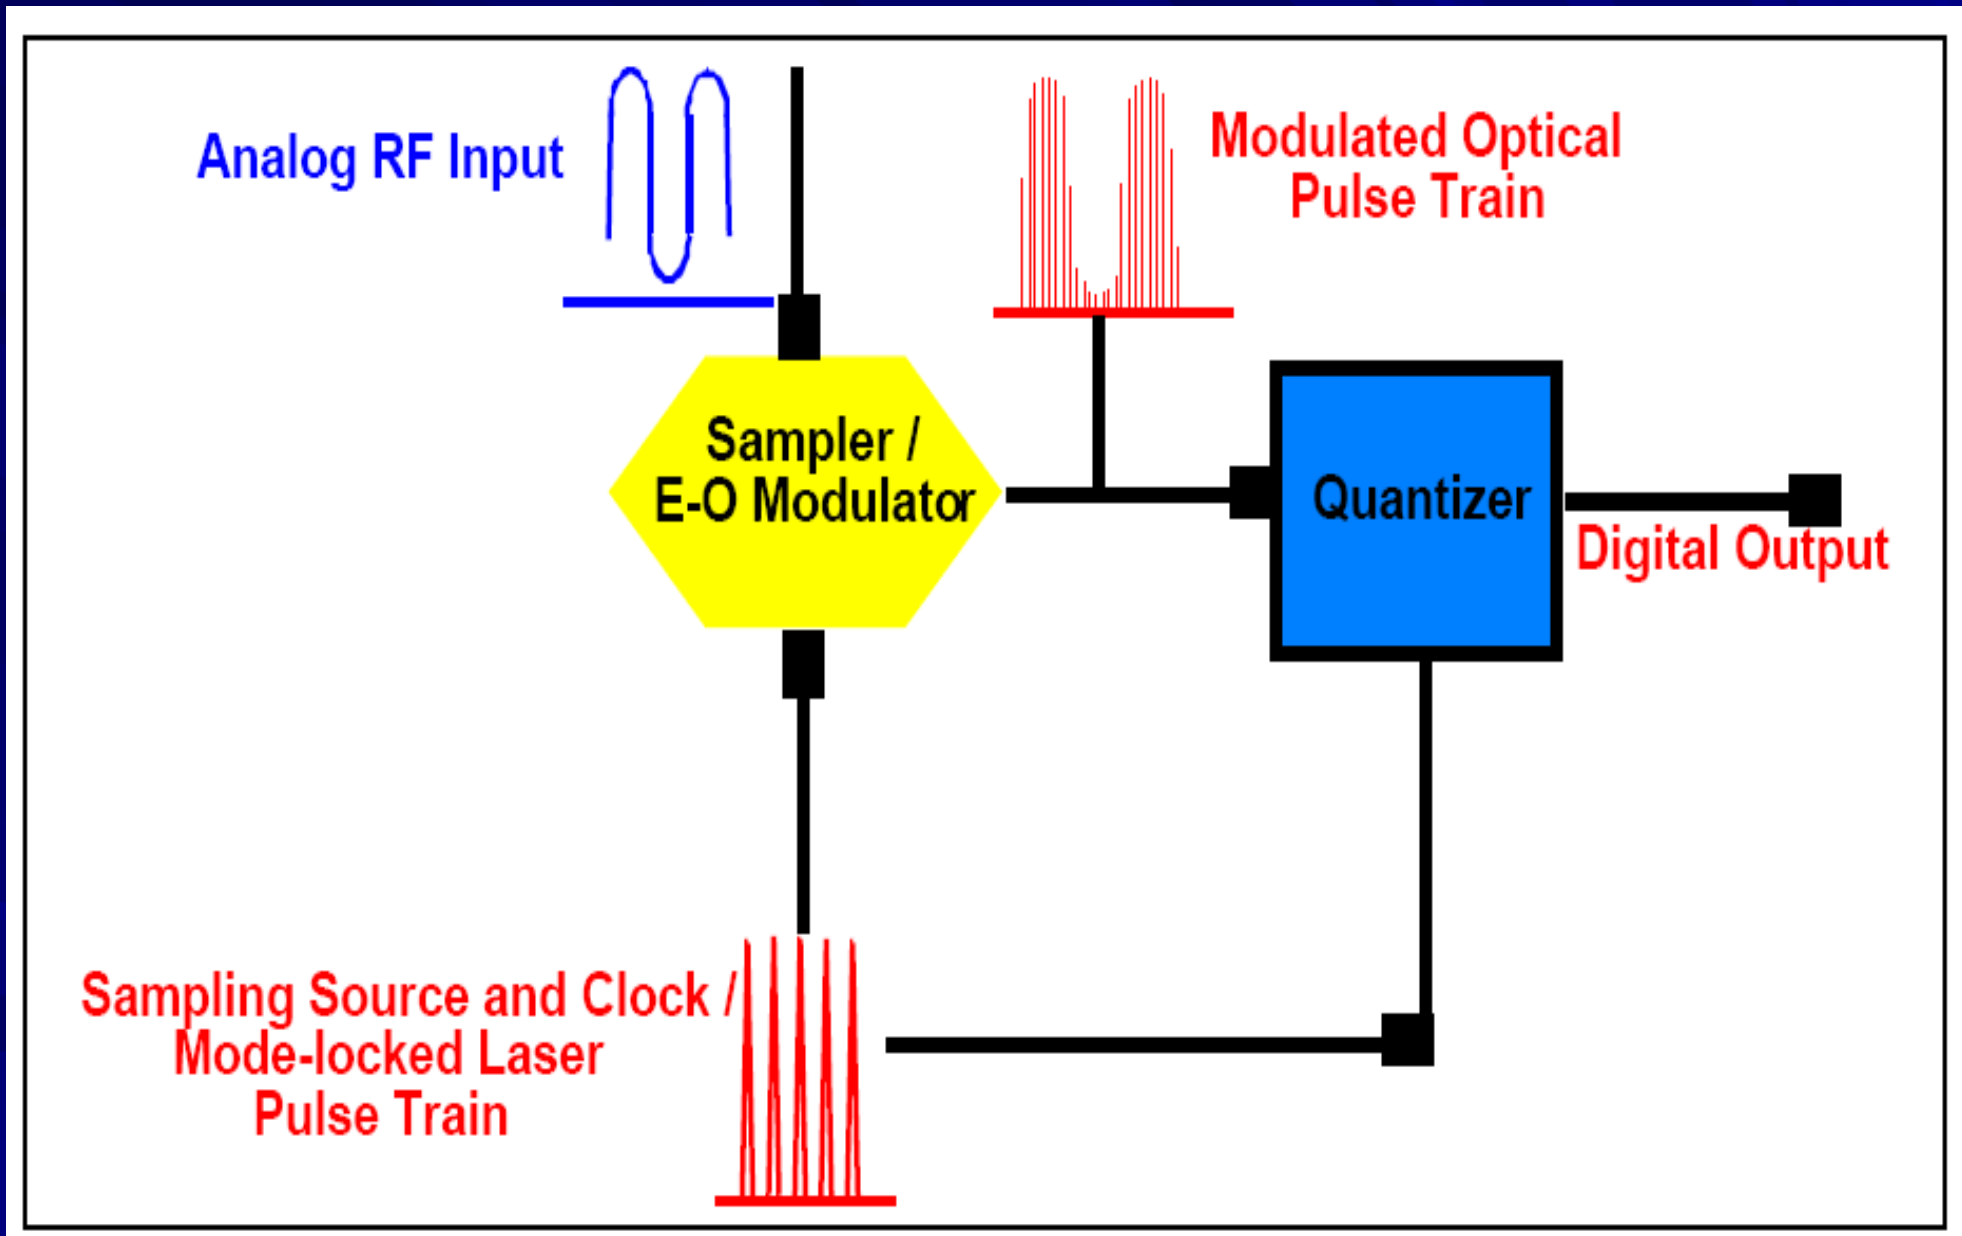 Analog RF Input
Modulated Optical
Pulse Train
Sampler /
E-O Modulator
Quantizer
Digital Output
Sampling Source and Clock /
Mode-locked Laser
Pulse Train